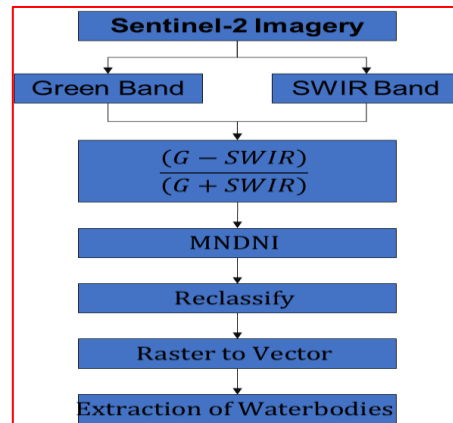 Sentinel-2 Imagery
Green Band
SWIR Band
(G − SWIR)
(G + SWIR)
MNDNI
Reclassify
Raster to Vector
Extraction of Waterbodies